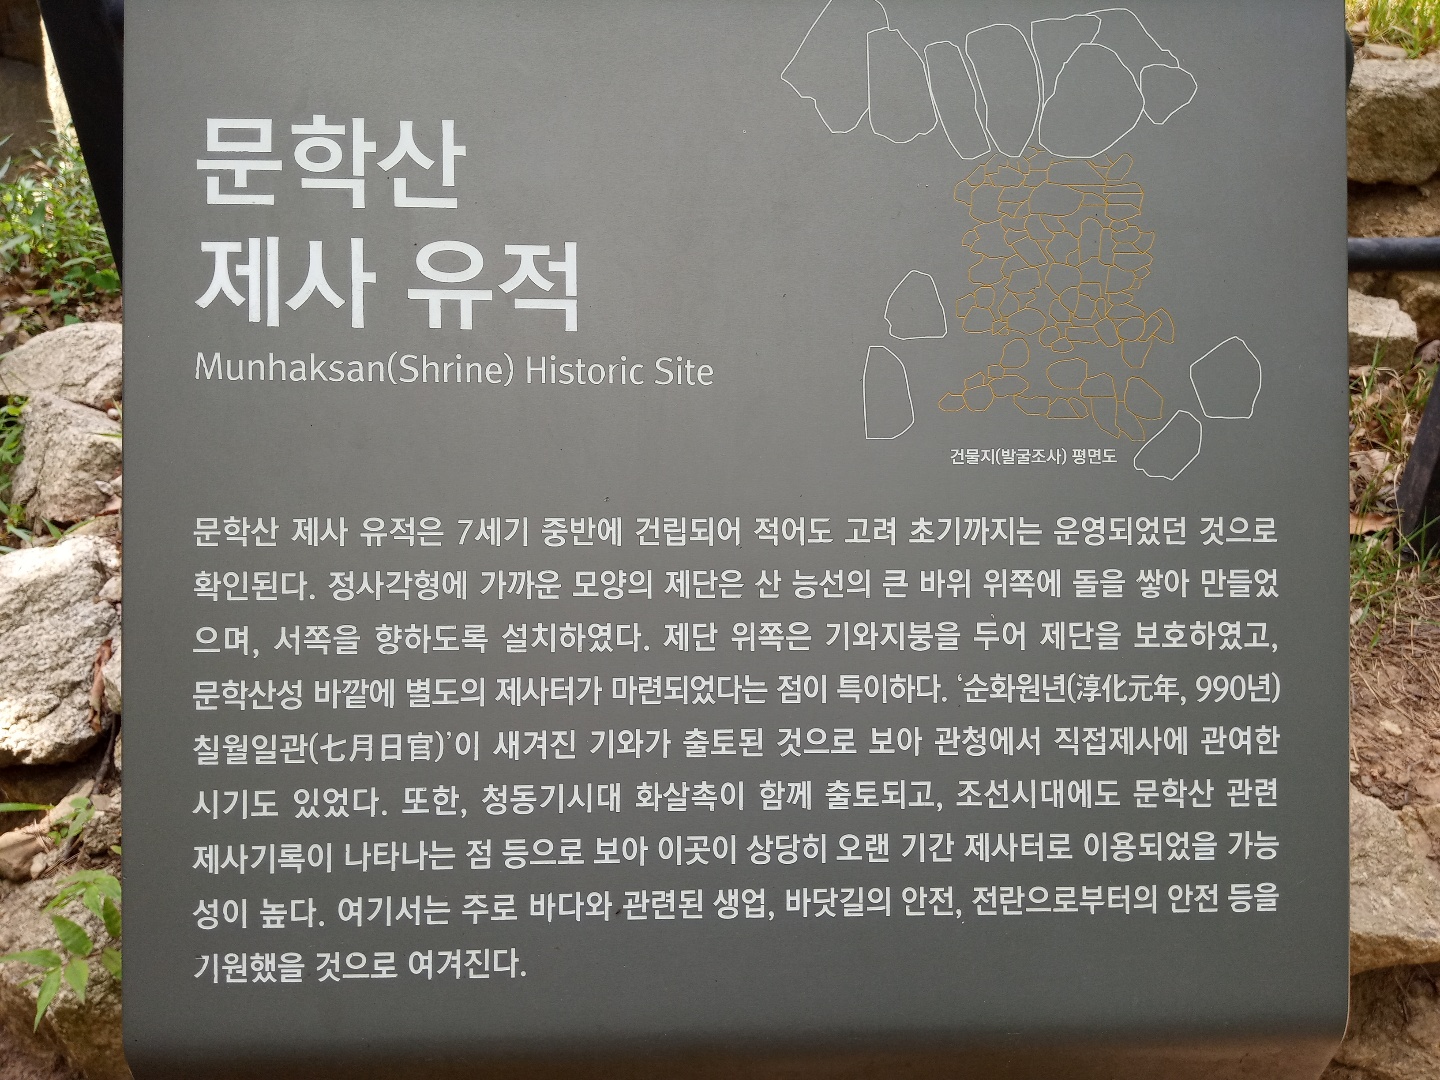 문학산
제사 유적
Munhaksan(Shrine) Historic Site
건물지(발굴조사) 평면도
문학산 제사 유적은 7세기 중반에 건립되어 적어도 고려 초기까지는 운영되었던 것으로
확인된다. 정사각형에 가까운 모양의 제단은 산 능선의 큰 바위 위쪽에 돌을 쌓아 만들었
으며, 서쪽을 향하도록 설치하였다. 제단 위쪽은 기와지붕을 두어 제단을 보호하였고,
문학산성 바깥에 별도의 제사터가 마련되었다는 점이 특이하다. ‘순화원년(淳化元年, 990년)
칠월일관(七月日官)’이 새겨진 기와가 출토된 것으로 보아 관청에서 직접제사에 관여한
시기도 있었다. 또한, 청동기시대 화살촉이 함께 출토되고, 조선시대에도 문학산 관련
제사기록이 나타나는 점 등으로 보아 이곳이 상당히 오랜 기간 제사터로 이용되었을 가능
성이 높다. 여기서는 주로 바다와 관련된 생업, 바닷길의 안전, 전란으로부터의 안전 등을
기원했을 것으로 여겨진다.